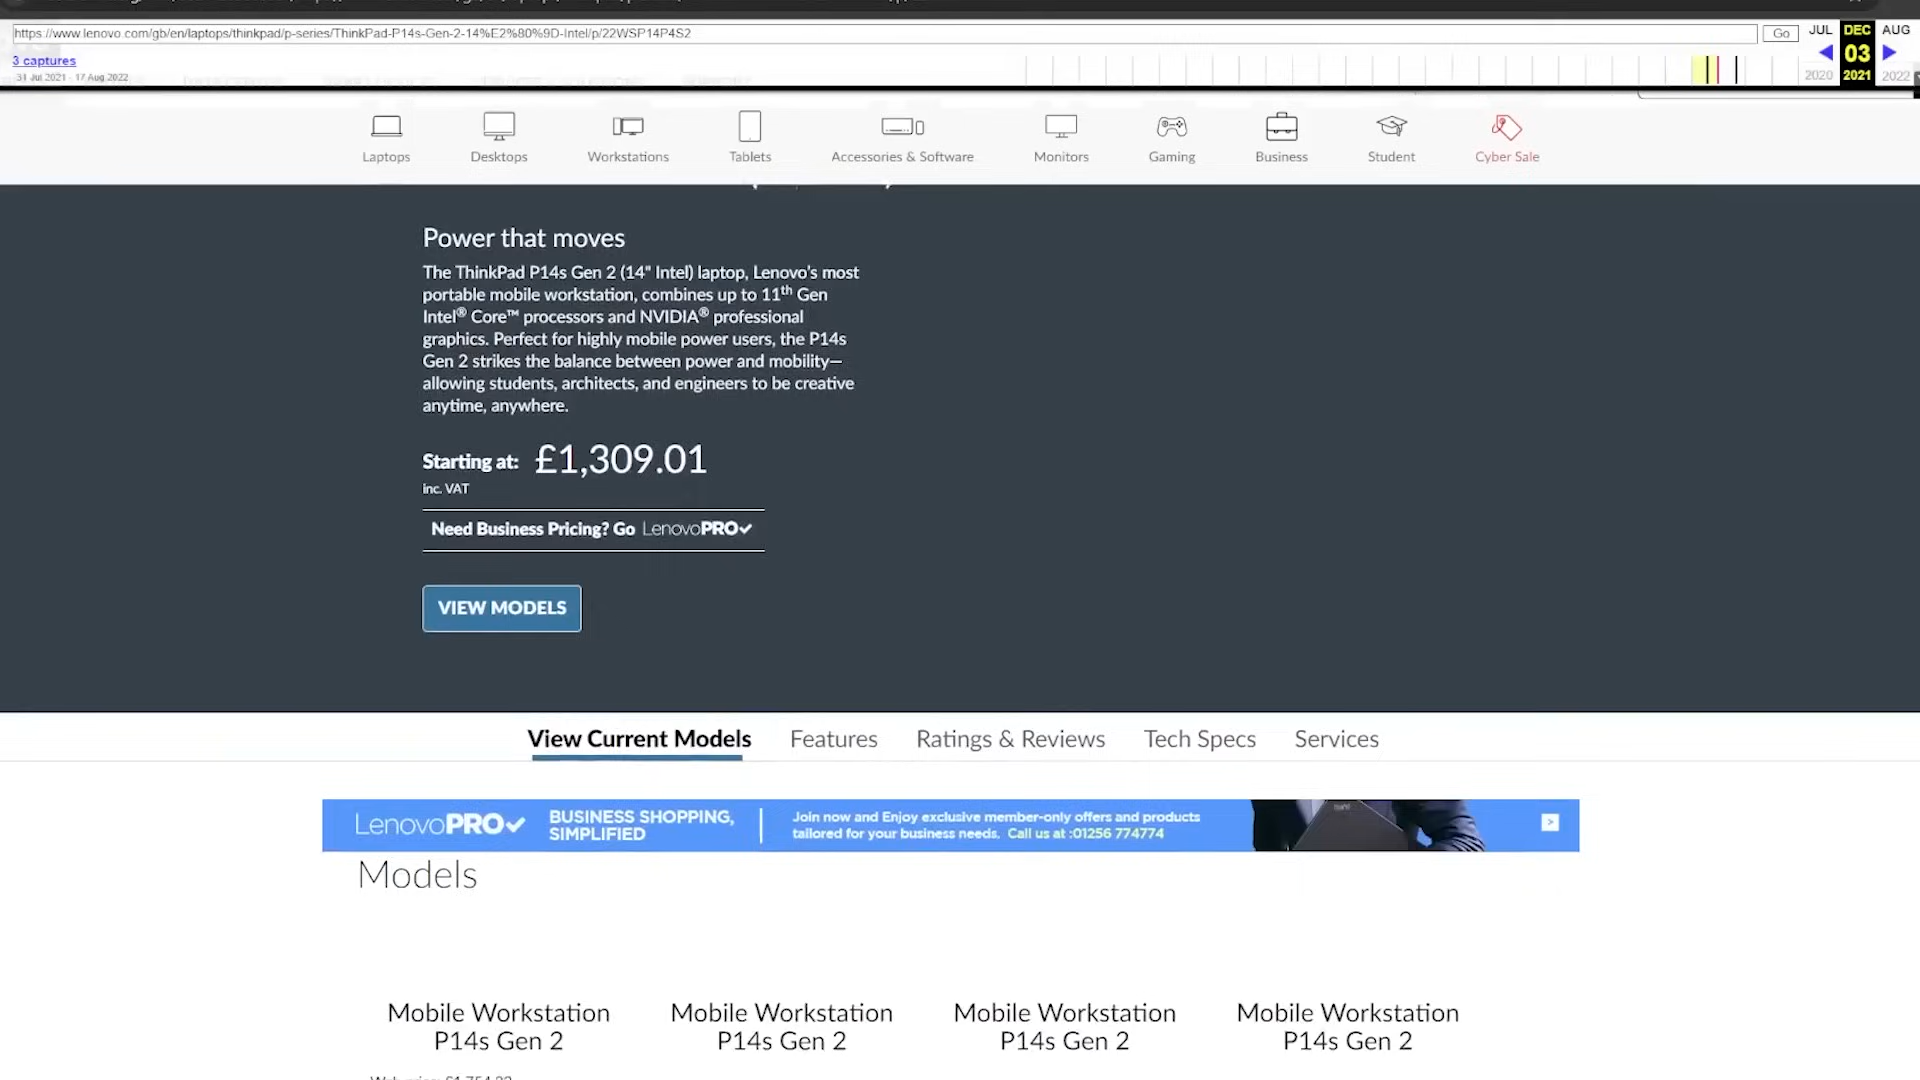 https://www.lenovo.com/gb/en/laptops/thinkpad/p-series/ThinkPad-P14s-Gen-2-14%E2%80%9D-Intel/p/22WSP14P4S2
Go
JUL DEC AUG
3 captures
03
31 Jul 2021 - 17 Aug 2022
2020 2021 2022
Laptops
Desktops
Workstations
Tablets
Accessories & Software
Monitors
Gaming
Business
Student
Cyber Sale
Power that moves
The ThinkPad P14s Gen 2 (14" Intel) laptop, Lenovo's most
portable mobile workstation, combines up to 11th Gen
Intel® Core™ processors and NVIDIA® professional
graphics. Perfect for highly mobile power users, the P14s
Gen 2 strikes the balance between power and mobility—
allowing students, architects, and engineers to be creative
anytime, anywhere.
Starting at: £1,309.01
inc. VAT
Need Business Pricing? Go LenovoPRO
VIEW MODELS
View Current Models
Features
Ratings & Reviews
Tech Specs
Services
LenovoPRO
BUSINESS SHOPPING,
SIMPLIFIED
Join now and Enjoy exclusive member-only offers and products
tailored for your business needs. Call us at :01256 774774
Models
Mobile Workstation
P14s Gen 2
Mobile Workstation
P14s Gen 2
Mobile Workstation
P14s Gen 2
Mobile Workstation
P14s Gen 2